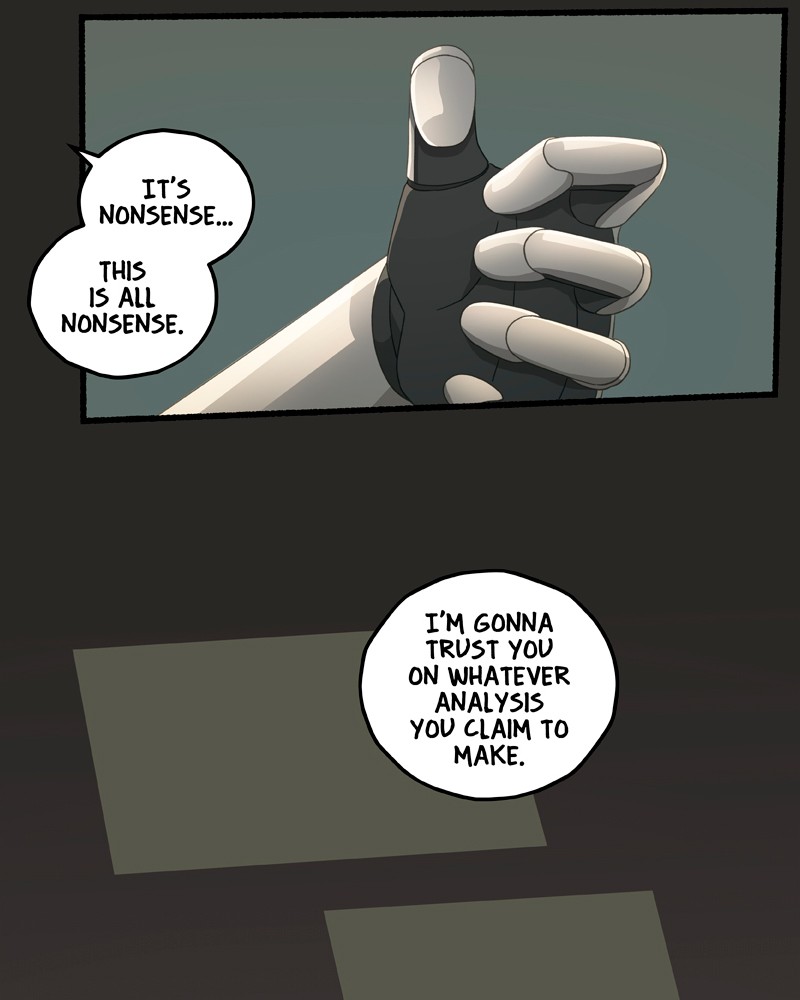 IT'S
NONSENSE...
THIS
IS ALL
NONSENSE.
I'M GONNA
TRUST YOU
ON WHATEVER
ANALYSIS
YOU CLAIM TO
MAKE.